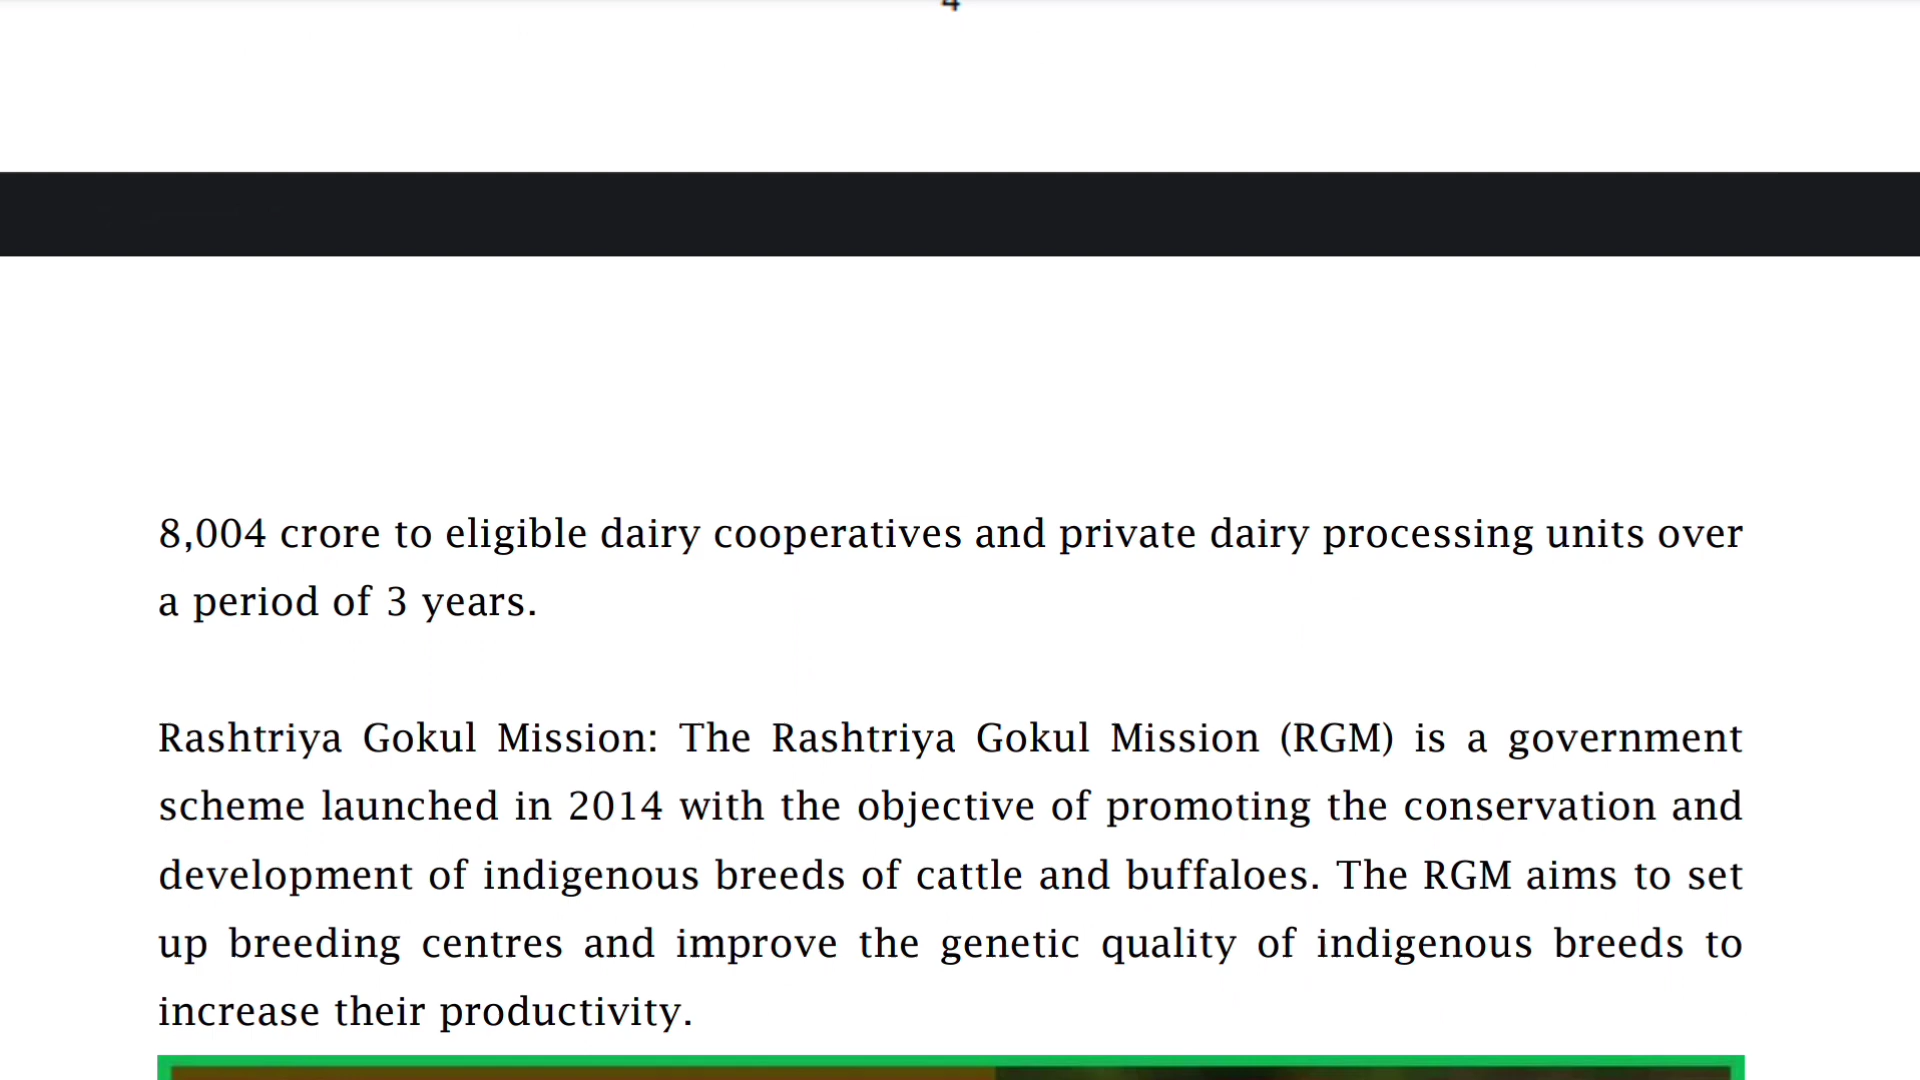 4
8,004 crore to eligible dairy cooperatives and private dairy processing units over
a period of 3 years.
Rashtriya Gokul Mission: The Rashtriya Gokul Mission (RGM) is a government
scheme launched in 2014 with the objective of promoting the conservation and
development of indigenous breeds of cattle and buffaloes. The RGM aims to set
up breeding centres and improve the genetic quality of indigenous breeds to
increase their productivity.